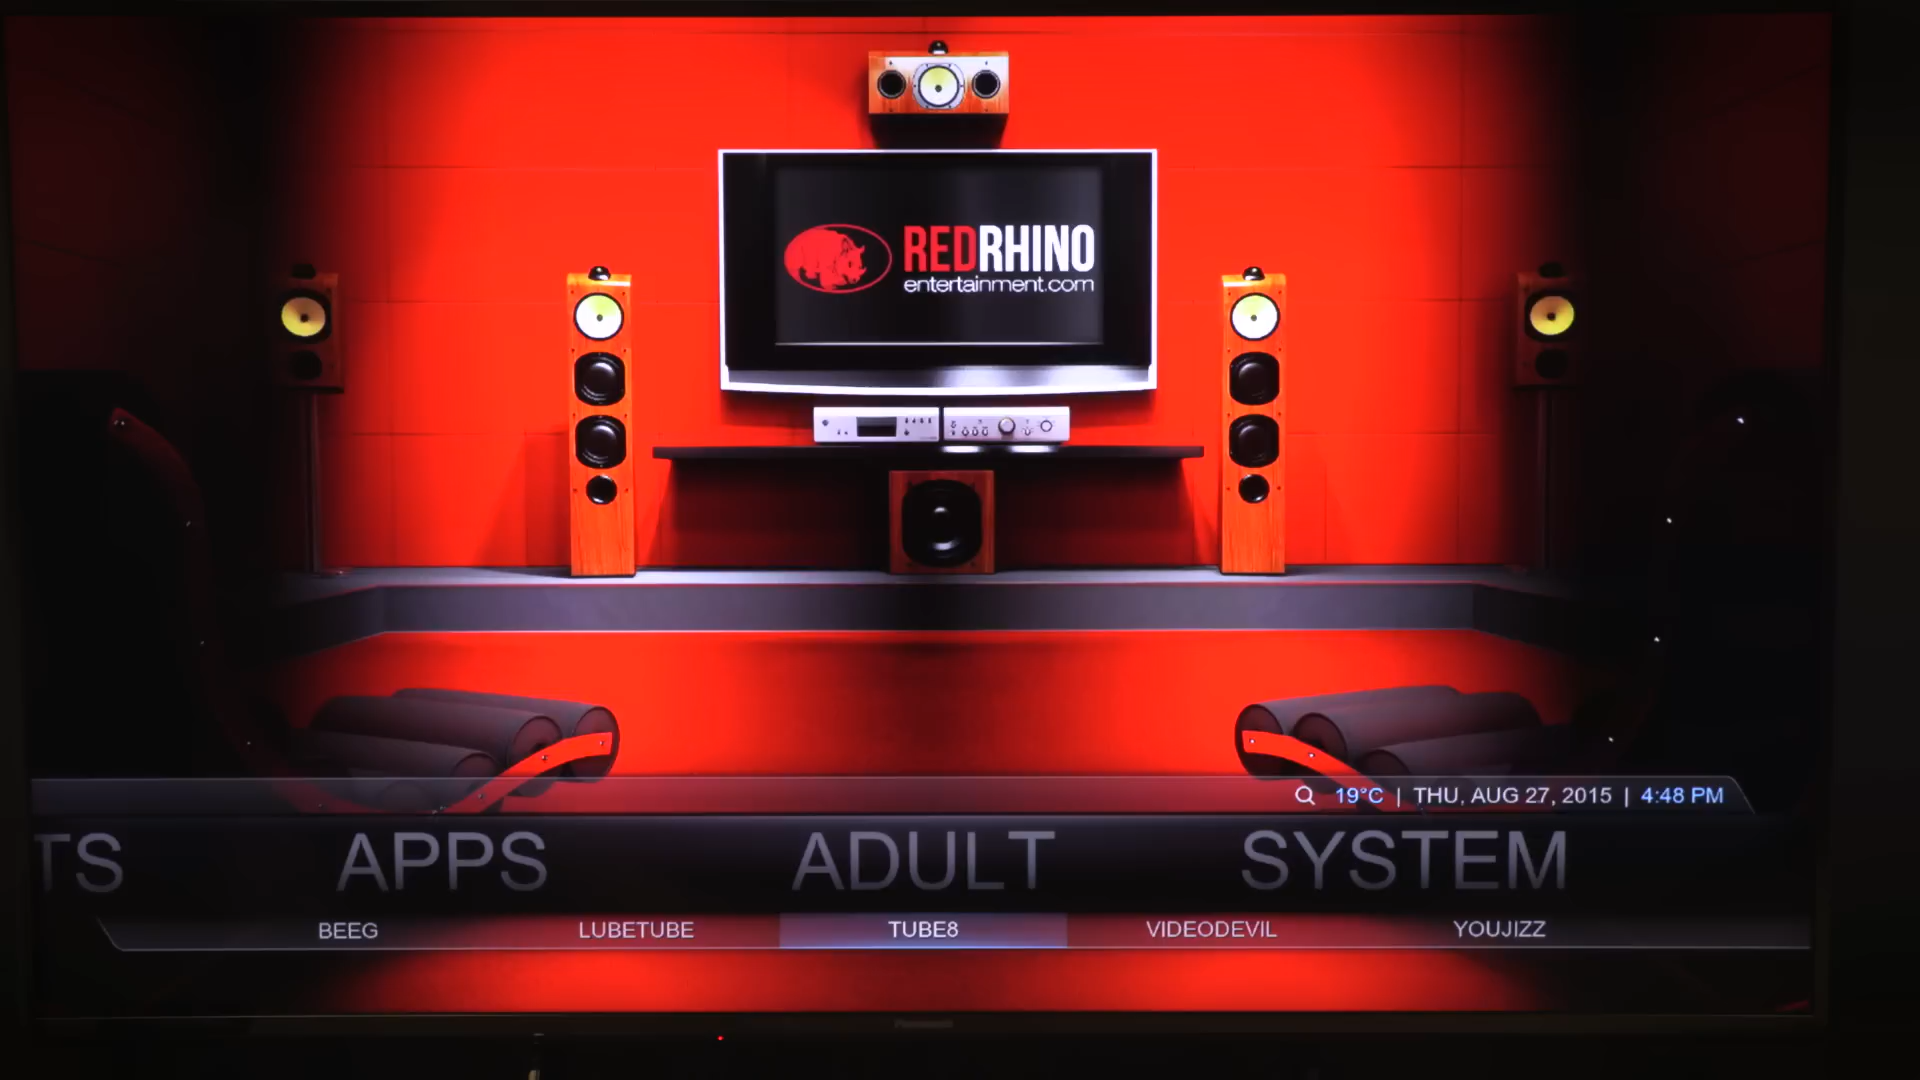 REDRHINO
entertainment.com
19°C | THU, AUG 27, 2015 | 4:48 PM
TS APPS ADULT SYSTEM
BEEG LUBETUBE TUBE8 VIDEODEVIL YOUJIZZ
Panasonic